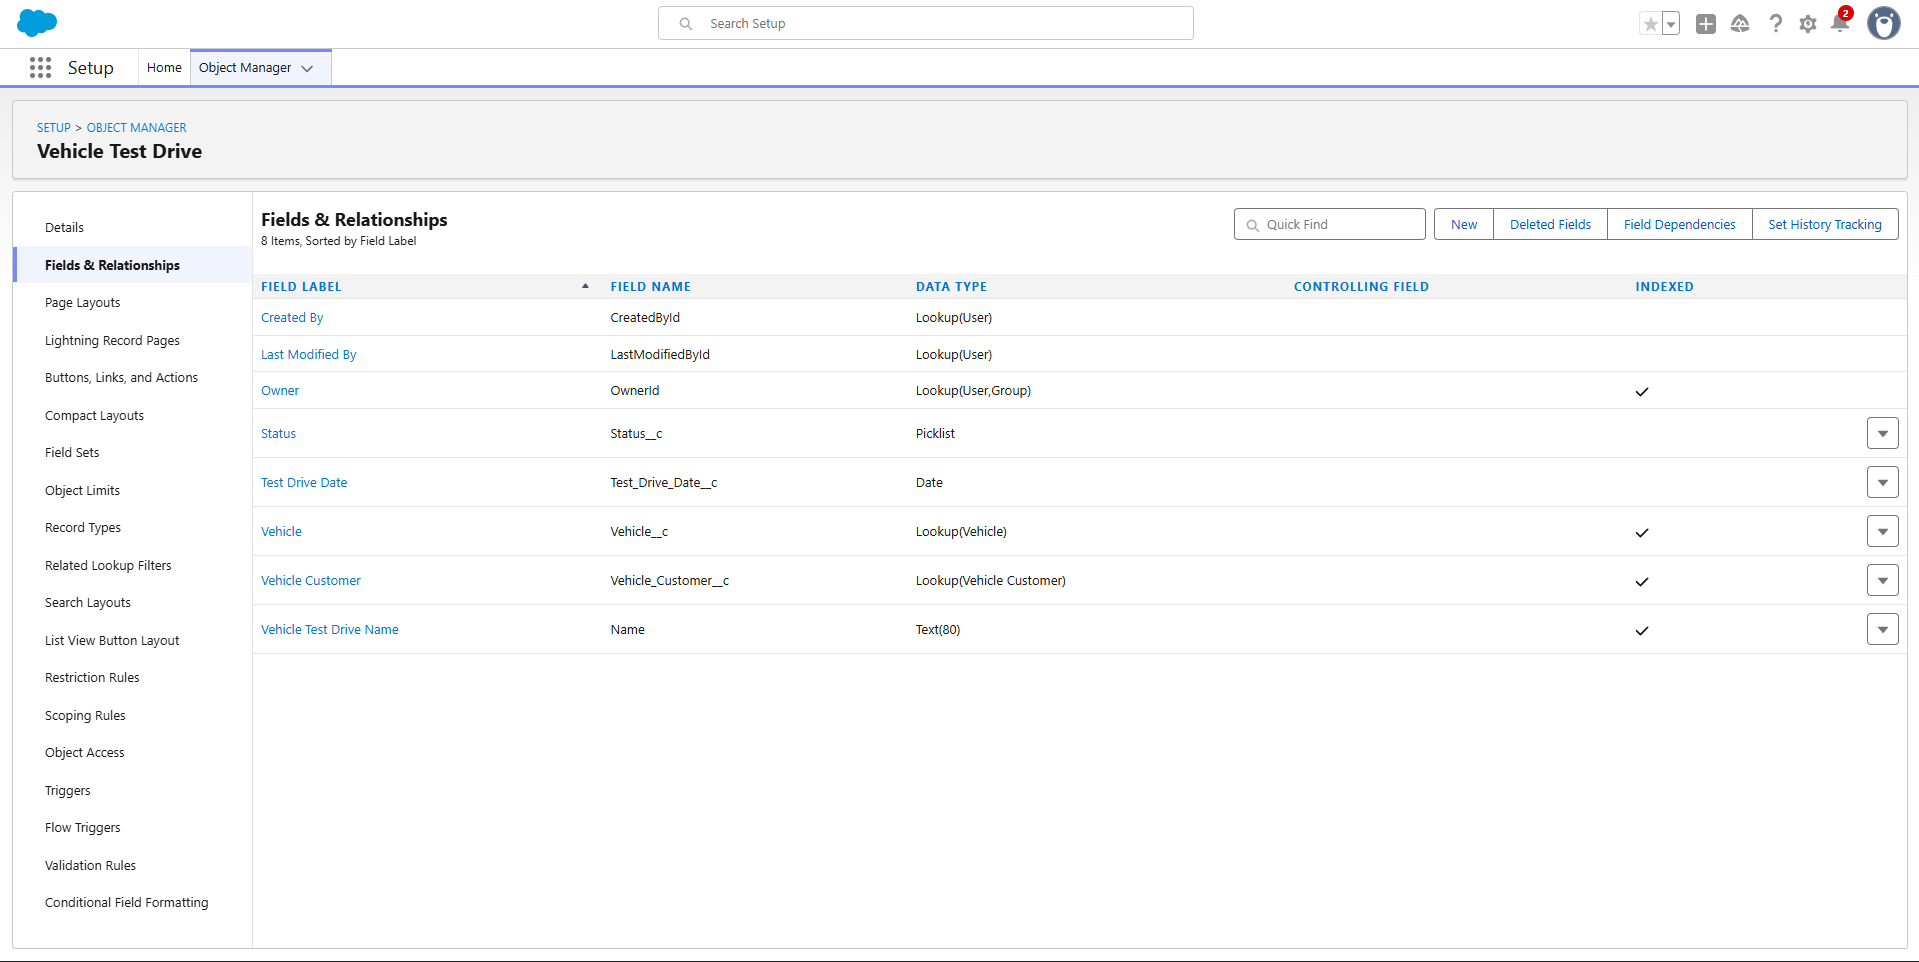 Search Setup
2
Setup
Home
Object Manager
SETUP > OBJECT MANAGER
Vehicle Test Drive
Details
Fields & Relationships
Page Layouts
Lightning Record Pages
Buttons, Links, and Actions
Compact Layouts
Field Sets
Object Limits
Record Types
Related Lookup Filters
Search Layouts
List View Button Layout
Restriction Rules
Scoping Rules
Object Access
Triggers
Flow Triggers
Validation Rules
Conditional Field Formatting
Fields & Relationships
8 Items, Sorted by Field Label
Quick Find
New Deleted Fields Field Dependencies Set History Tracking
FIELD LABEL FIELD NAME DATA TYPE CONTROLLING FIELD INDEXED
Created By CreatedById Lookup(User)
Last Modified By LastModifiedById Lookup(User)
Owner OwnerId Lookup(User,Group)
Status Status__c Picklist
Test Drive Date Test_Drive_Date__c Date
Vehicle Vehicle__c Lookup(Vehicle)
Vehicle Customer Vehicle_Customer__c Lookup(Vehicle Customer)
Vehicle Test Drive Name Name Text(80)